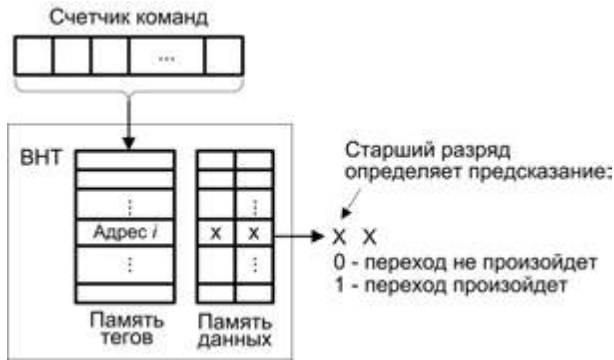 Счетчик команд
...
BHT
Старший разряд
определяет предсказание:
Адрес i
x x
X X
0 - переход не произойдет
1 - переход произойдет
Память
тегов
Память
данных